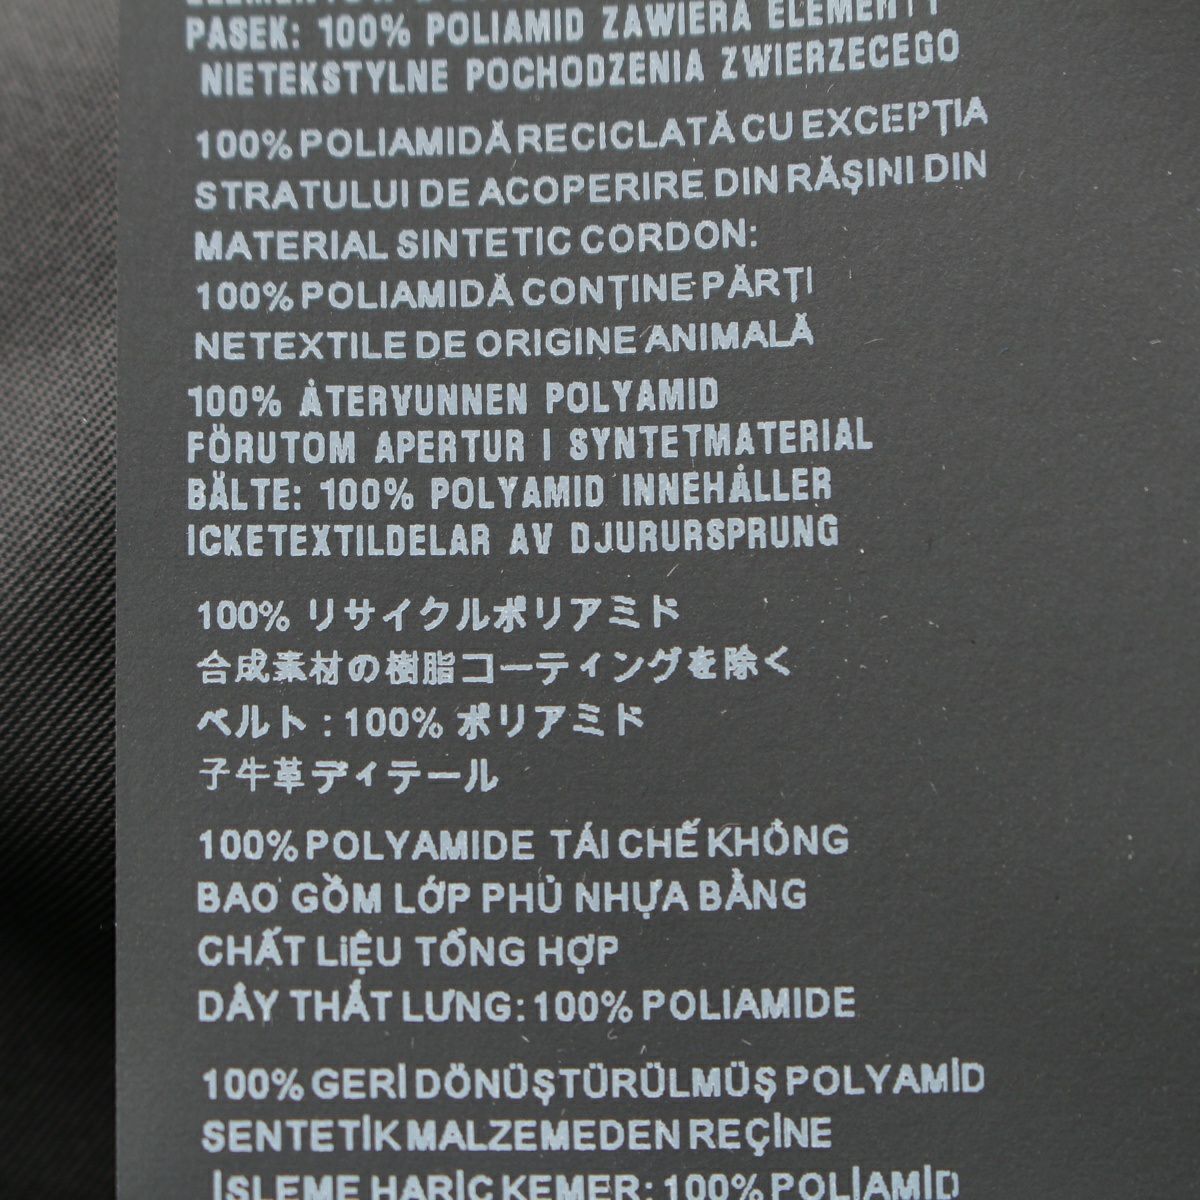 PASEK: 100% POLIAMID ZAWIERA ELEMENTY
NIETEKSTYLNE POCHODZENIA ZWIERZECEGO
100% POLIAMIDĂ RECICLATĂ CU EXCEPȚIA
STRATULUI DE ACOPERIRE DIN RĂȘINI DIN
MATERIAL SINTETIC CORDON:
100% POLIAMIDĂ CONȚINE PĂRȚI
NETEXTILE DE ORIGINE ANIMALĂ
100% ÅTERVUNNEN POLYAMID
FÖRUTOM APERTUR I SYNTETMATERIAL
BÄLTE: 100% POLYAMID INNEHÅLLER
ICKETEXTILDELAR AV DJURURSPRUNG
100% リサイクルポリアミド
合成素材の樹脂コーティングを除く
ベルト : 100% ポリアミド
子牛革ディテール
100% POLYAMIDE TÁI CHẾ KHÔNG
BAO GỒM LỚP PHỦ NHỰA BẰNG
CHẤT LiỆU TỔNG HỢP
DÂY THẮT LƯNG: 100% POLIAMIDE
100% GERİ DÖNÜŞTÜRÜLMÜŞ POLYAMİD
SENTETİK MALZEMEDEN REÇİNE
İŞLEME HARİÇ KEMER: 100% POLİAMİD